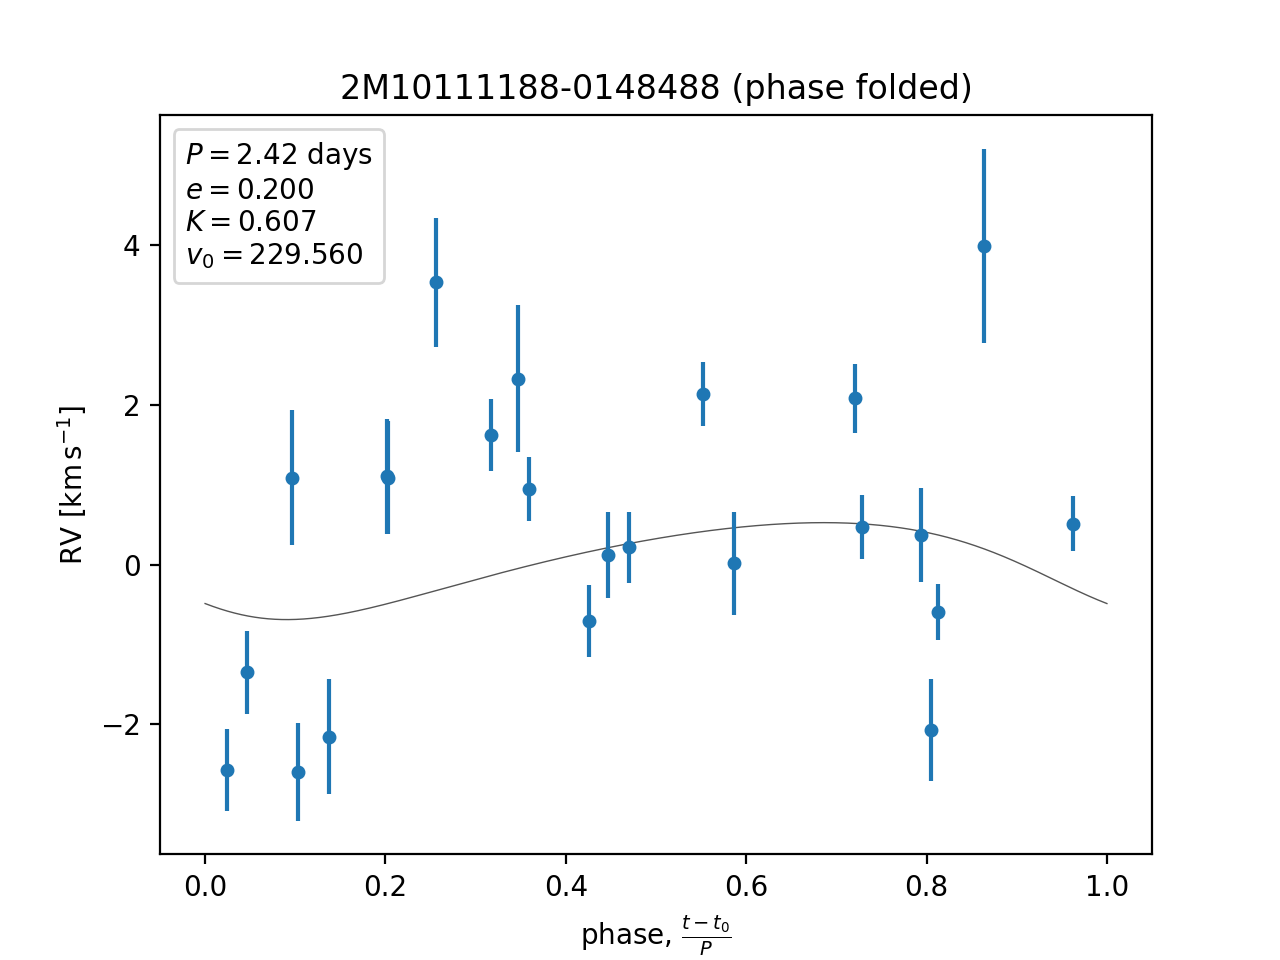 2M10111188-0148488 (phase folded)
P = 2.42 days
e = 0.200
K = 0.607
v₀ = 229.560
RV [km s⁻¹]
4
2
0
−2
0.0 0.2 0.4 0.6 0.8 1.0
phase, (t − t₀)/P